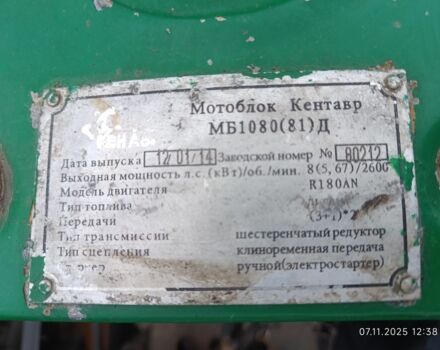 Мотоблок Кентавр
МБ1080(81)Д
Дата выпуска 12/01/14 Заводской номер № 80212
Выходная мощность л.с.(кВт)/об./мин. 8(5,67)/2600
Модель двигателя R180AN
Тип топлива
Передачи (3+1)*2
Тип трансмиссии шестеренчатый редуктор
Тип сцепления клиноременная передача
ручной(электростартер)
07.11.2025 12:38